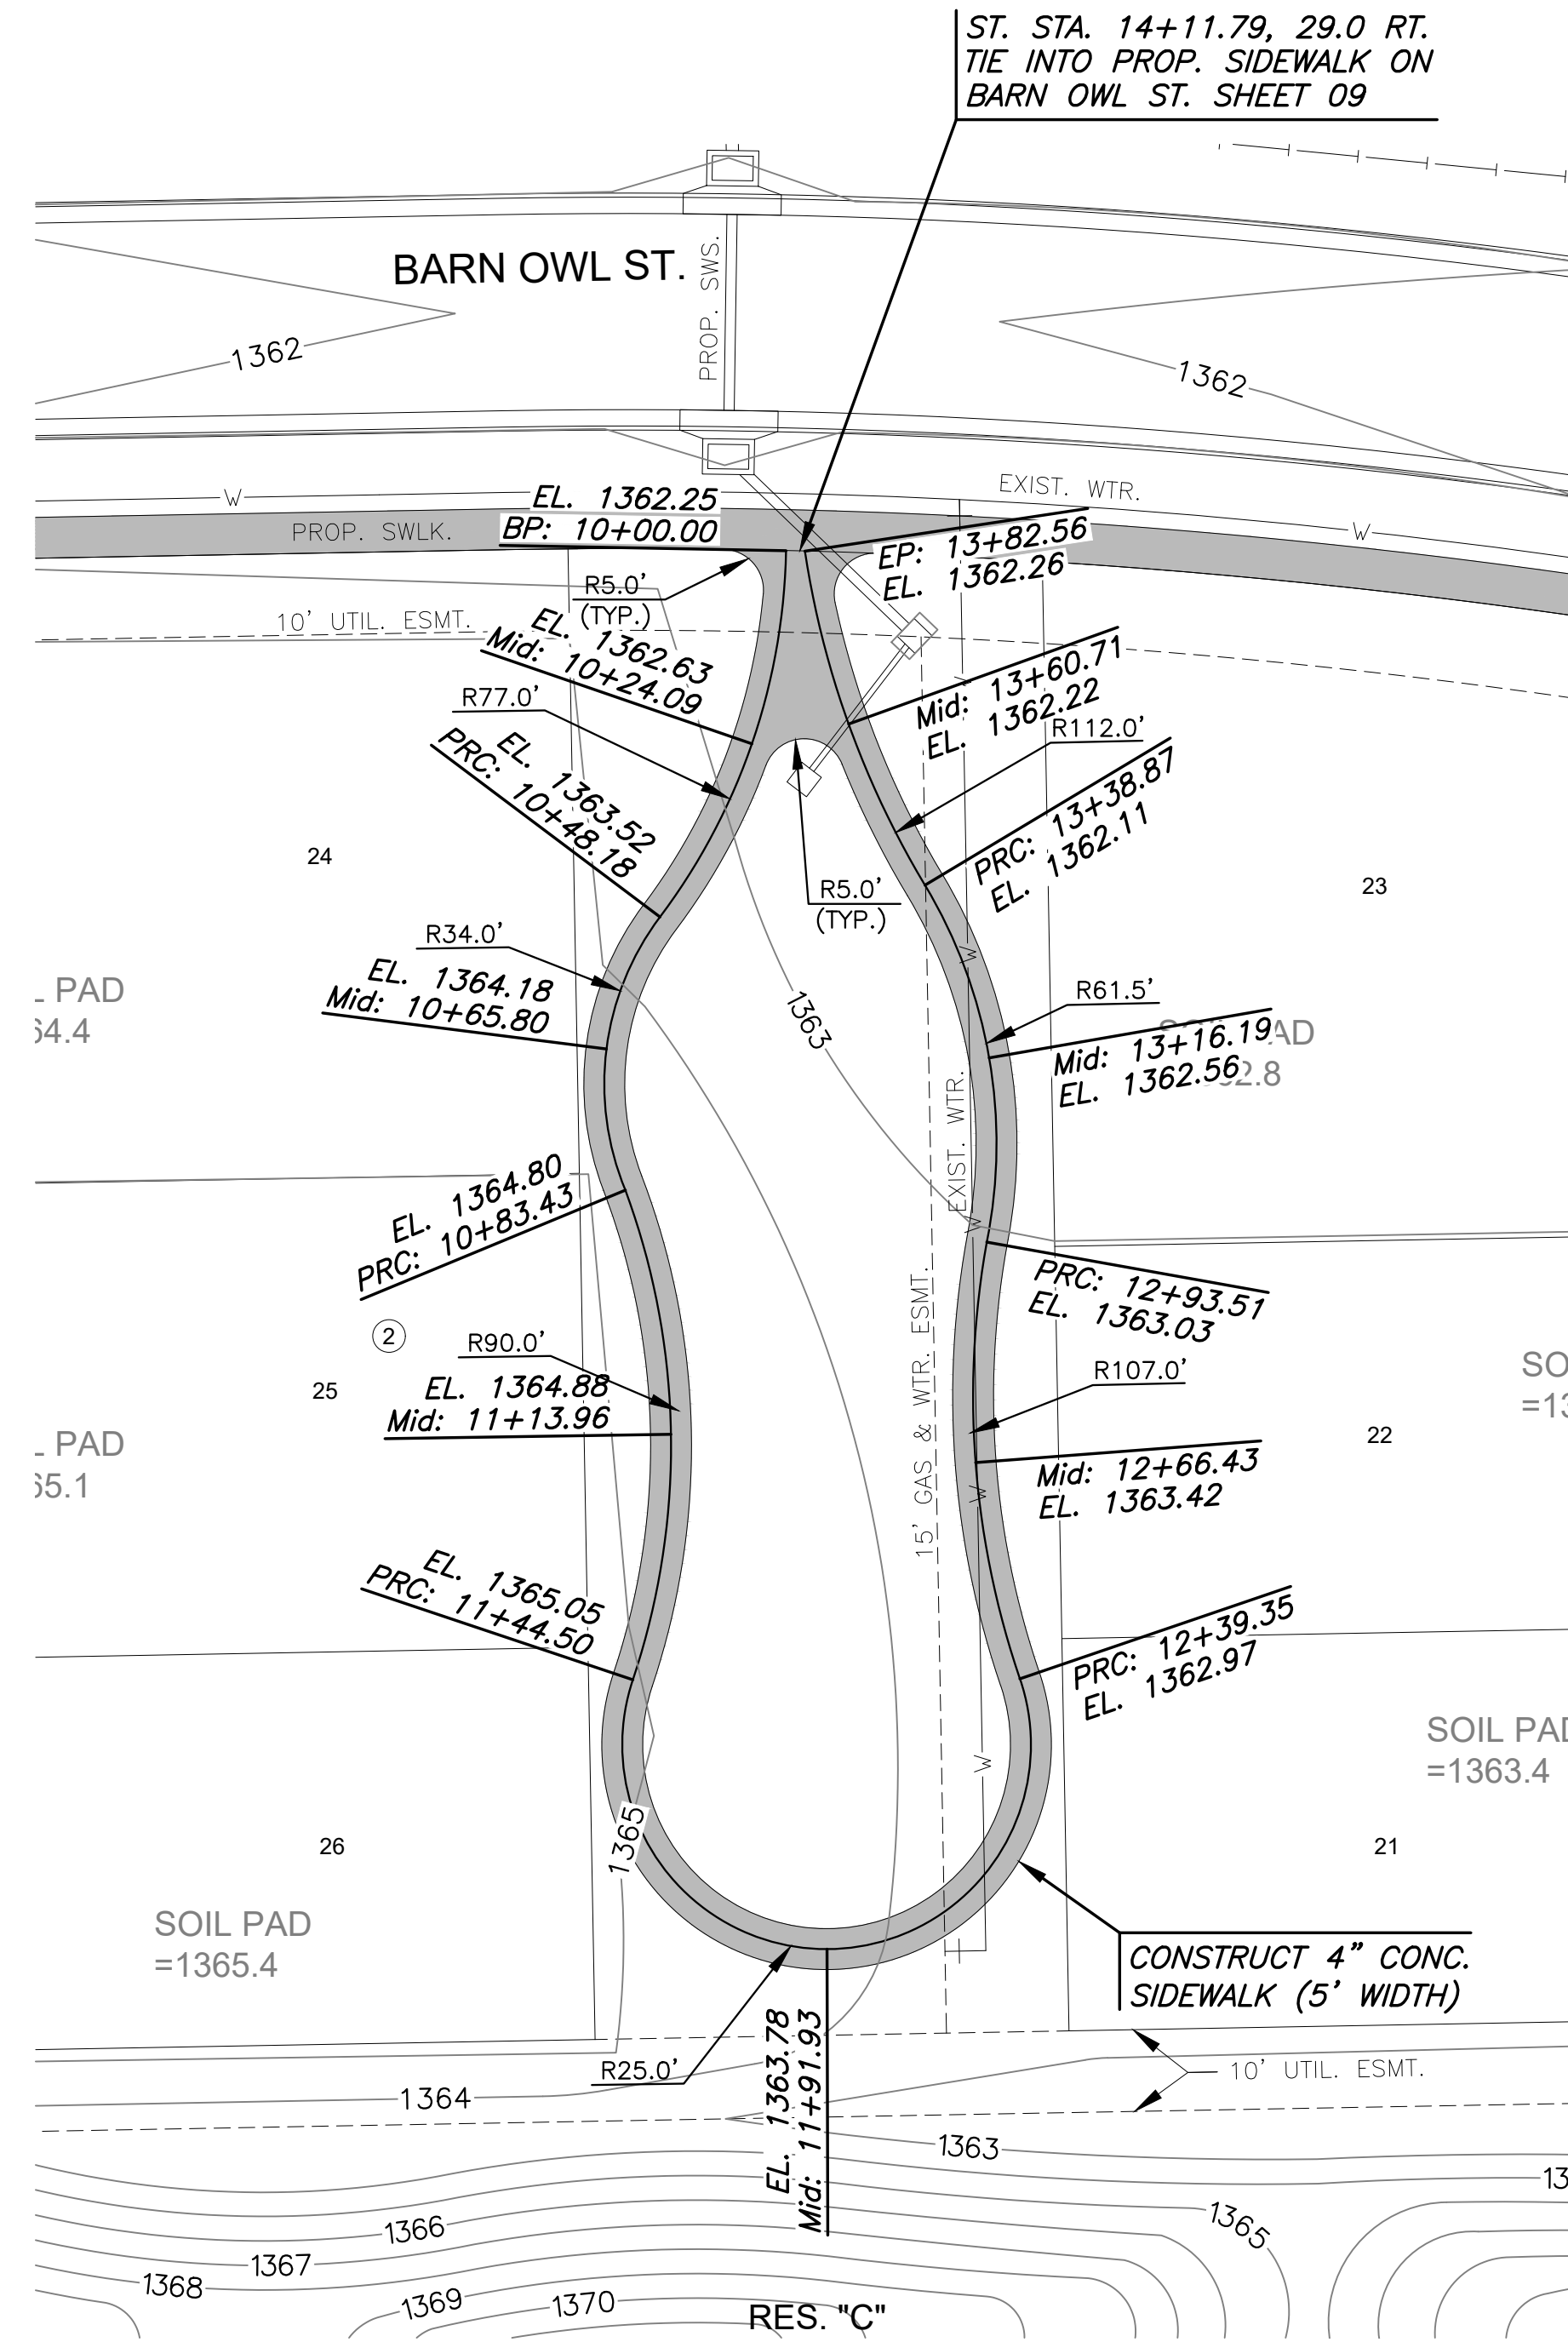 ST. STA. 14+11.79, 29.0 RT.
TIE INTO PROP. SIDEWALK ON
BARN OWL ST. SHEET 09
BARN OWL ST.
PROP. SWS.
1362
1362
W
EXIST. WTR.
W
EL. 1362.25
BP: 10+00.00
PROP. SWLK.
EP: 13+82.56
EL. 1362.26
R5.0'
(TYP.)
10' UTIL. ESMT.
EL. 1362.63
Mid: 10+24.09
Mid: 13+60.71
EL. 1362.22
R77.0'
R112.0'
EL. 1363.52
PRC: 10+48.18
PRC: 13+38.87
EL. 1362.11
24
23
R5.0'
(TYP.)
R34.0'
W
EL. 1364.18
Mid: 10+65.80
L PAD
64.4
1363
R61.5'
Mid: 13+16.19
EL. 1362.56
AD
2.8
EXIST. WTR.
EL. 1364.80
PRC: 10+83.43
W
PRC: 12+93.51
EL. 1363.03
15' GAS & WTR. ESMT.
2
R90.0'
R107.0'
SO
=13
25
EL. 1364.88
Mid: 11+13.96
22
L PAD
65.1
Mid: 12+66.43
EL. 1363.42
W
EL. 1365.05
PRC: 11+44.50
PRC: 12+39.35
EL. 1362.97
SOIL PAD
=1363.4
W
26
1365
21
SOIL PAD
=1365.4
CONSTRUCT 4" CONC.
SIDEWALK (5' WIDTH)
R25.0'
EL. 1363.78
Mid: 11+91.93
10' UTIL. ESMT.
1364
1363
13
1366
1365
1367
1368
1369
1370
RES. "C"